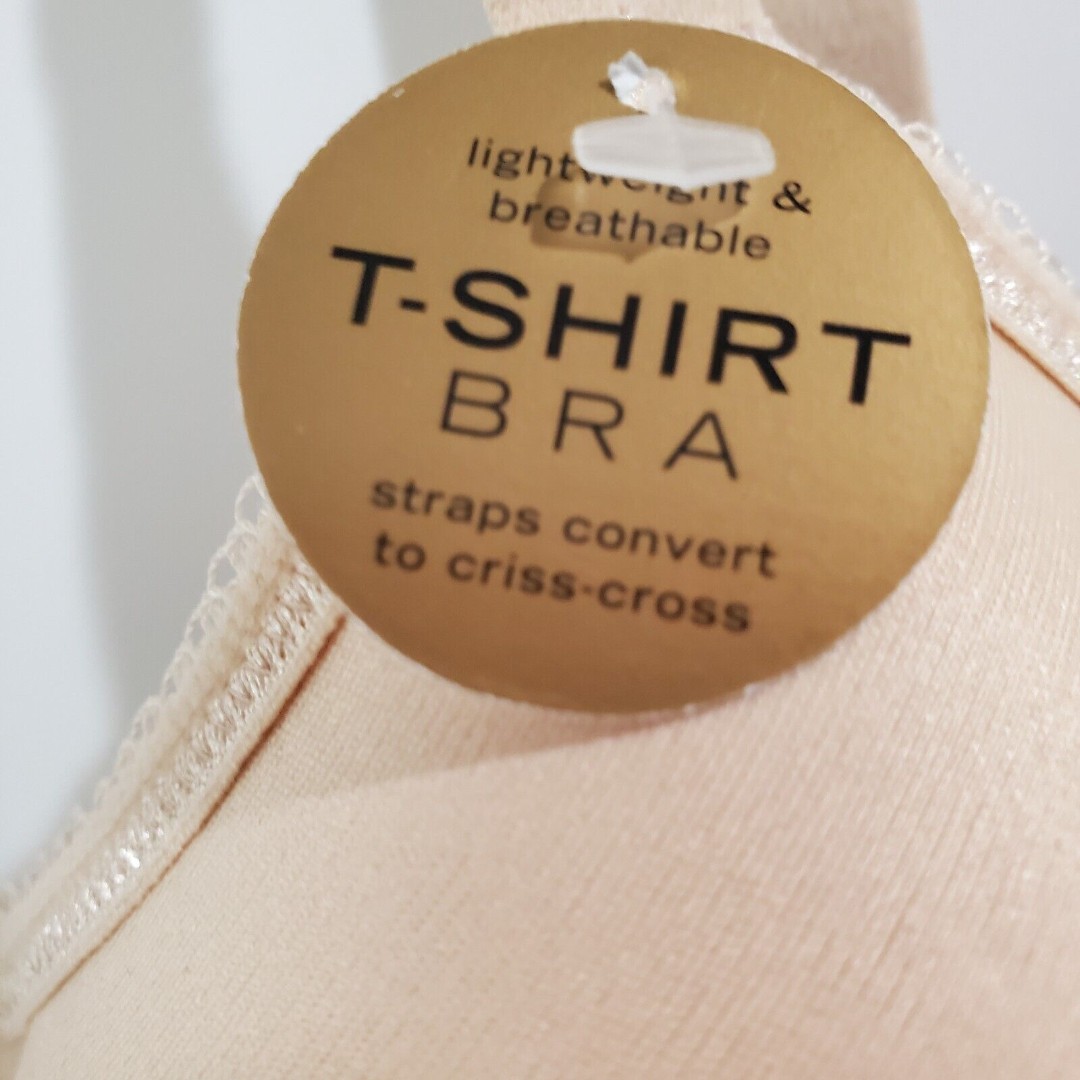 lightweight &
breathable
T-SHIRT
BRA
straps convert
to criss-cross